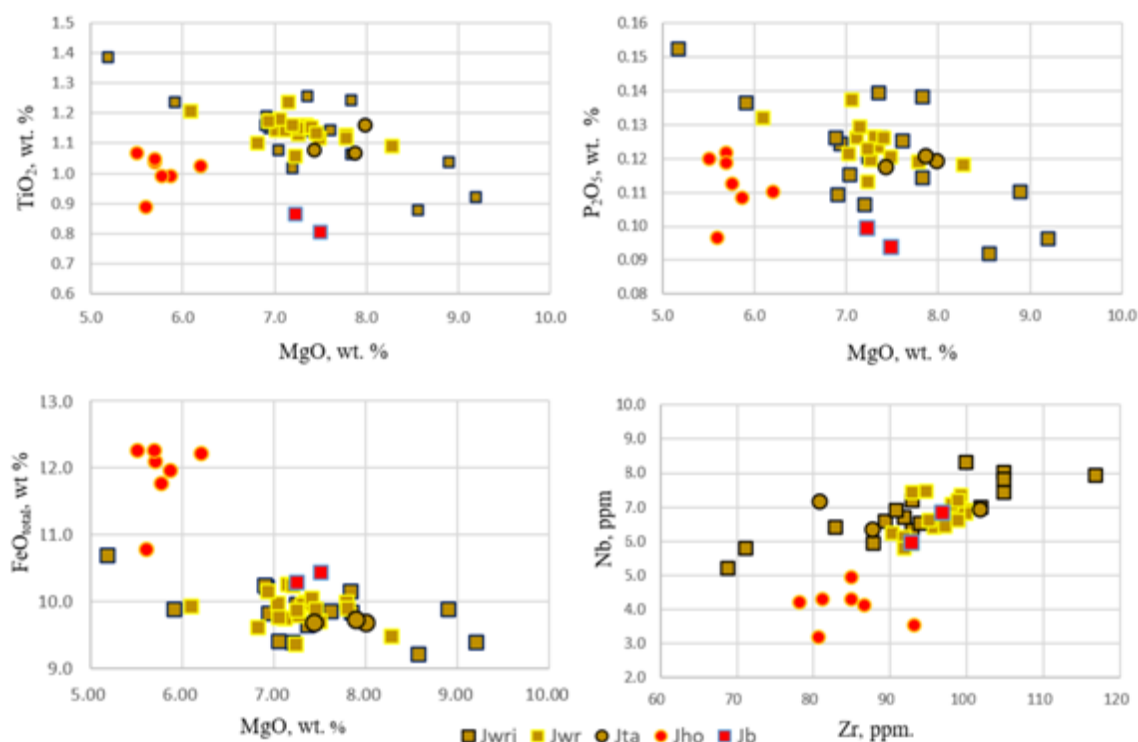 1.5
1.4
1.3
1.2
1.1
1.0
0.9
0.8
0.7
0.6
TiO₂, wt. %
5.0 6.0 7.0 8.0 9.0 10.0
MgO, wt. %
0.16
0.15
0.14
0.13
0.12
0.11
0.10
0.09
0.08
P₂O₅, wt. %
5.0 6.0 7.0 8.0 9.0 10.0
MgO, wt. %
13.0
12.0
11.0
10.0
9.0
FeOtotal, wt %
5.00 6.00 7.00 8.00 9.00 10.00
MgO, wt. %
10.0
9.0
8.0
7.0
6.0
5.0
4.0
3.0
2.0
Nb, ppm
60 70 80 90 100 110 120
Zr, ppm.
Jwri Jwr Jta Jho Jb